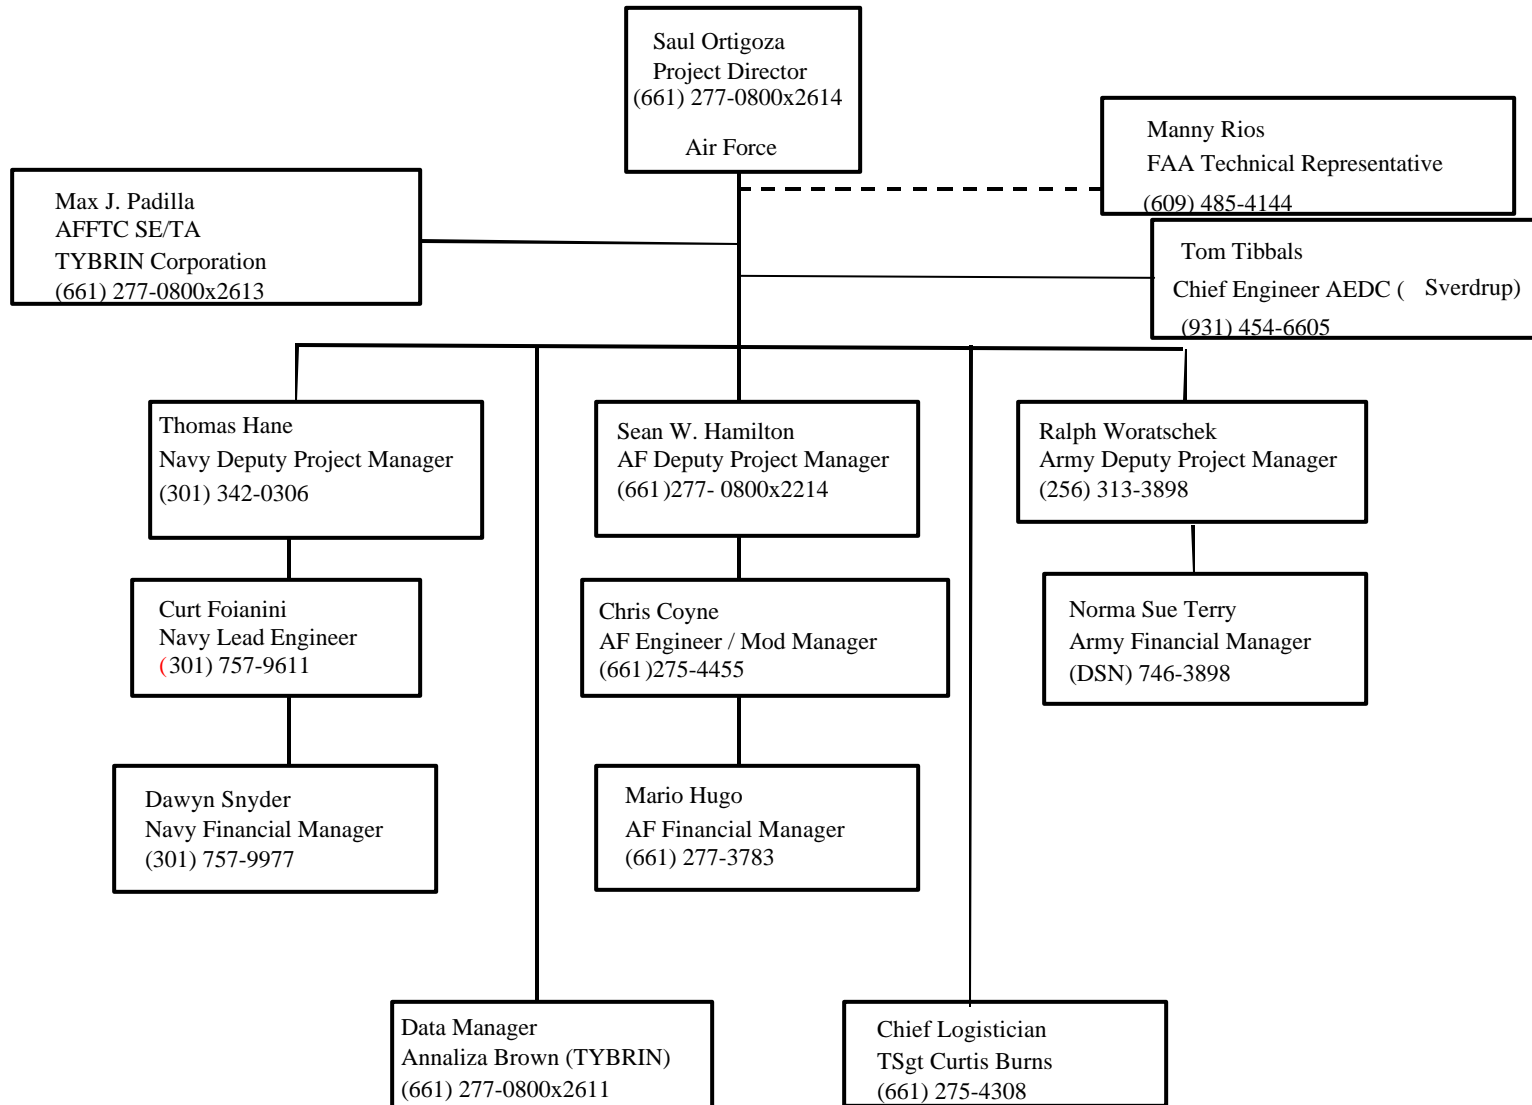 Saul Ortigoza
Project Director
(661) 277-0800x2614
Air Force
Manny Rios
FAA Technical Representative
(609) 485-4144
Max J. Padilla
AFFTC SE/TA
TYBRIN Corporation
(661) 277-0800x2613
Tom Tibbals
Chief Engineer AEDC ( Sverdrup)
(931) 454-6605
Thomas Hane
Navy Deputy Project Manager
(301) 342-0306
Sean W. Hamilton
AF Deputy Project Manager
(661)277- 0800x2214
Ralph Woratschek
Army Deputy Project Manager
(256) 313-3898
Curt Foianini
Navy Lead Engineer
(301) 757-9611
Chris Coyne
AF Engineer / Mod Manager
(661)275-4455
Norma Sue Terry
Army Financial Manager
(DSN) 746-3898
Dawyn Snyder
Navy Financial Manager
(301) 757-9977
Mario Hugo
AF Financial Manager
(661) 277-3783
Data Manager
Annaliza Brown (TYBRIN)
(661) 277-0800x2611
Chief Logistician
TSgt Curtis Burns
(661) 275-4308